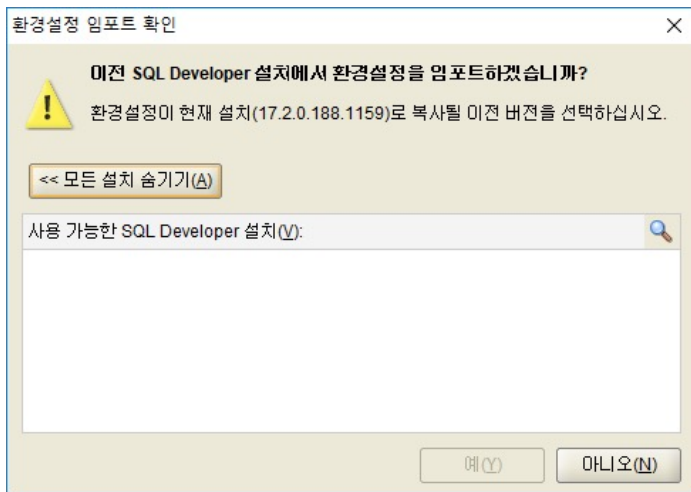 환경설정 임포트 확인
이전 SQL Developer 설치에서 환경설정을 임포트하겠습니까?
환경설정이 현재 설치(17.2.0.188.1159)로 복사될 이전 버전을 선택하십시오.
<< 모든 설치 숨기기(A)
사용 가능한 SQL Developer 설치(V):
예(Y)
아니오(N)